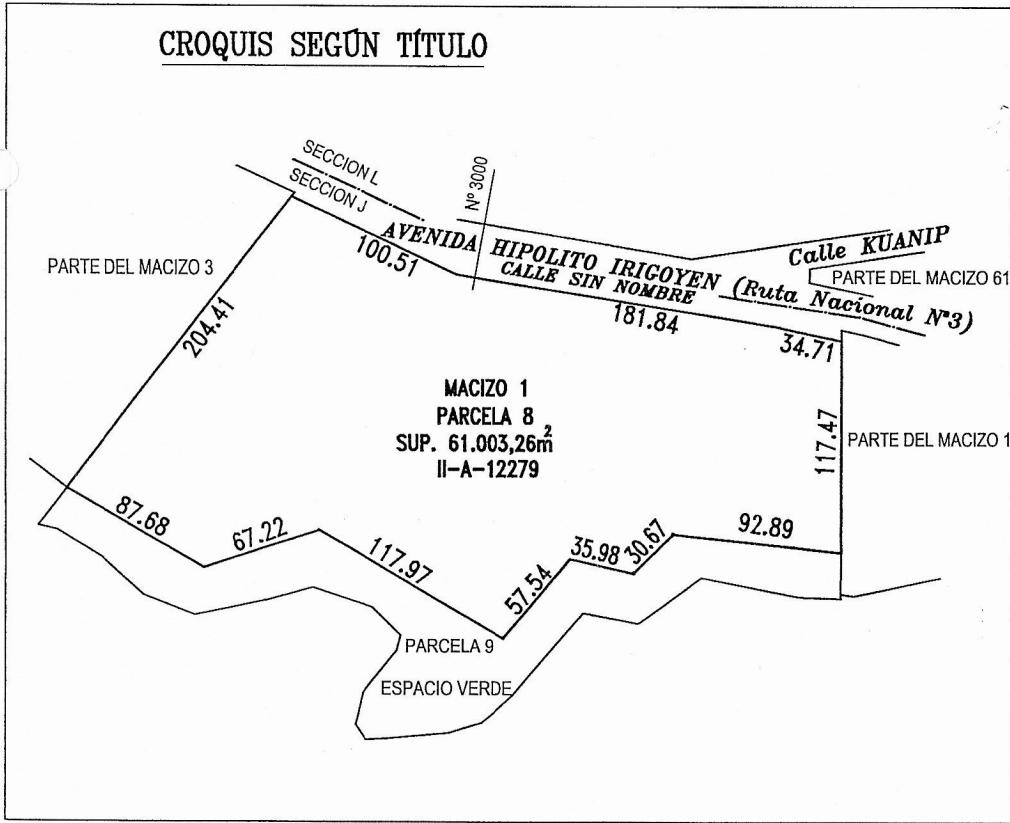 CROQUIS SEGÚN TÍTULO
SECCION L
SECCION J
Nº 3000
AVENIDA HIPOLITO IRIGOYEN (Ruta Nacional Nº3)
CALLE SIN NOMBRE
Calle KUANIP
PARTE DEL MACIZO 61
PARTE DEL MACIZO 3
100.51
181.84
34.71
204.41
117.47
MACIZO 1
PARCELA 8
SUP. 61.003,26m²
II-A-12279
PARTE DEL MACIZO 1
87.68
67.22
117.97
57.54
35.98
30.67
92.89
PARCELA 9
ESPACIO VERDE